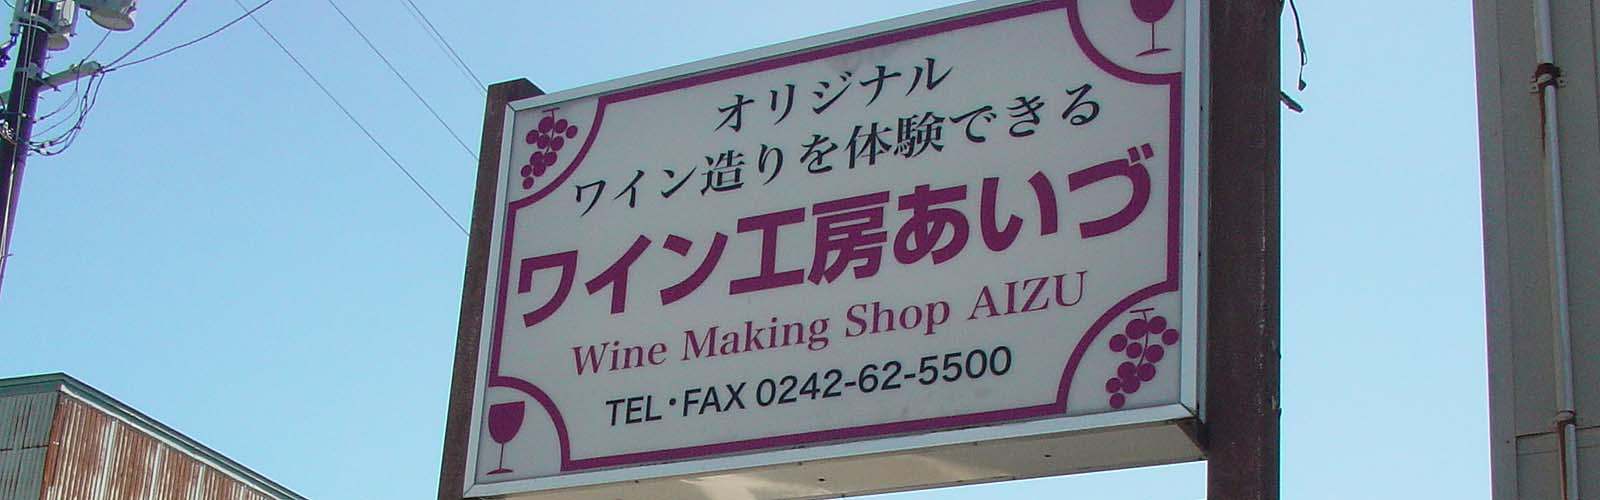 オリジナル
ワイン造りを体験できる
ワイン工房あいづ
Wine Making Shop AIZU
TEL・FAX 0242-62-5500